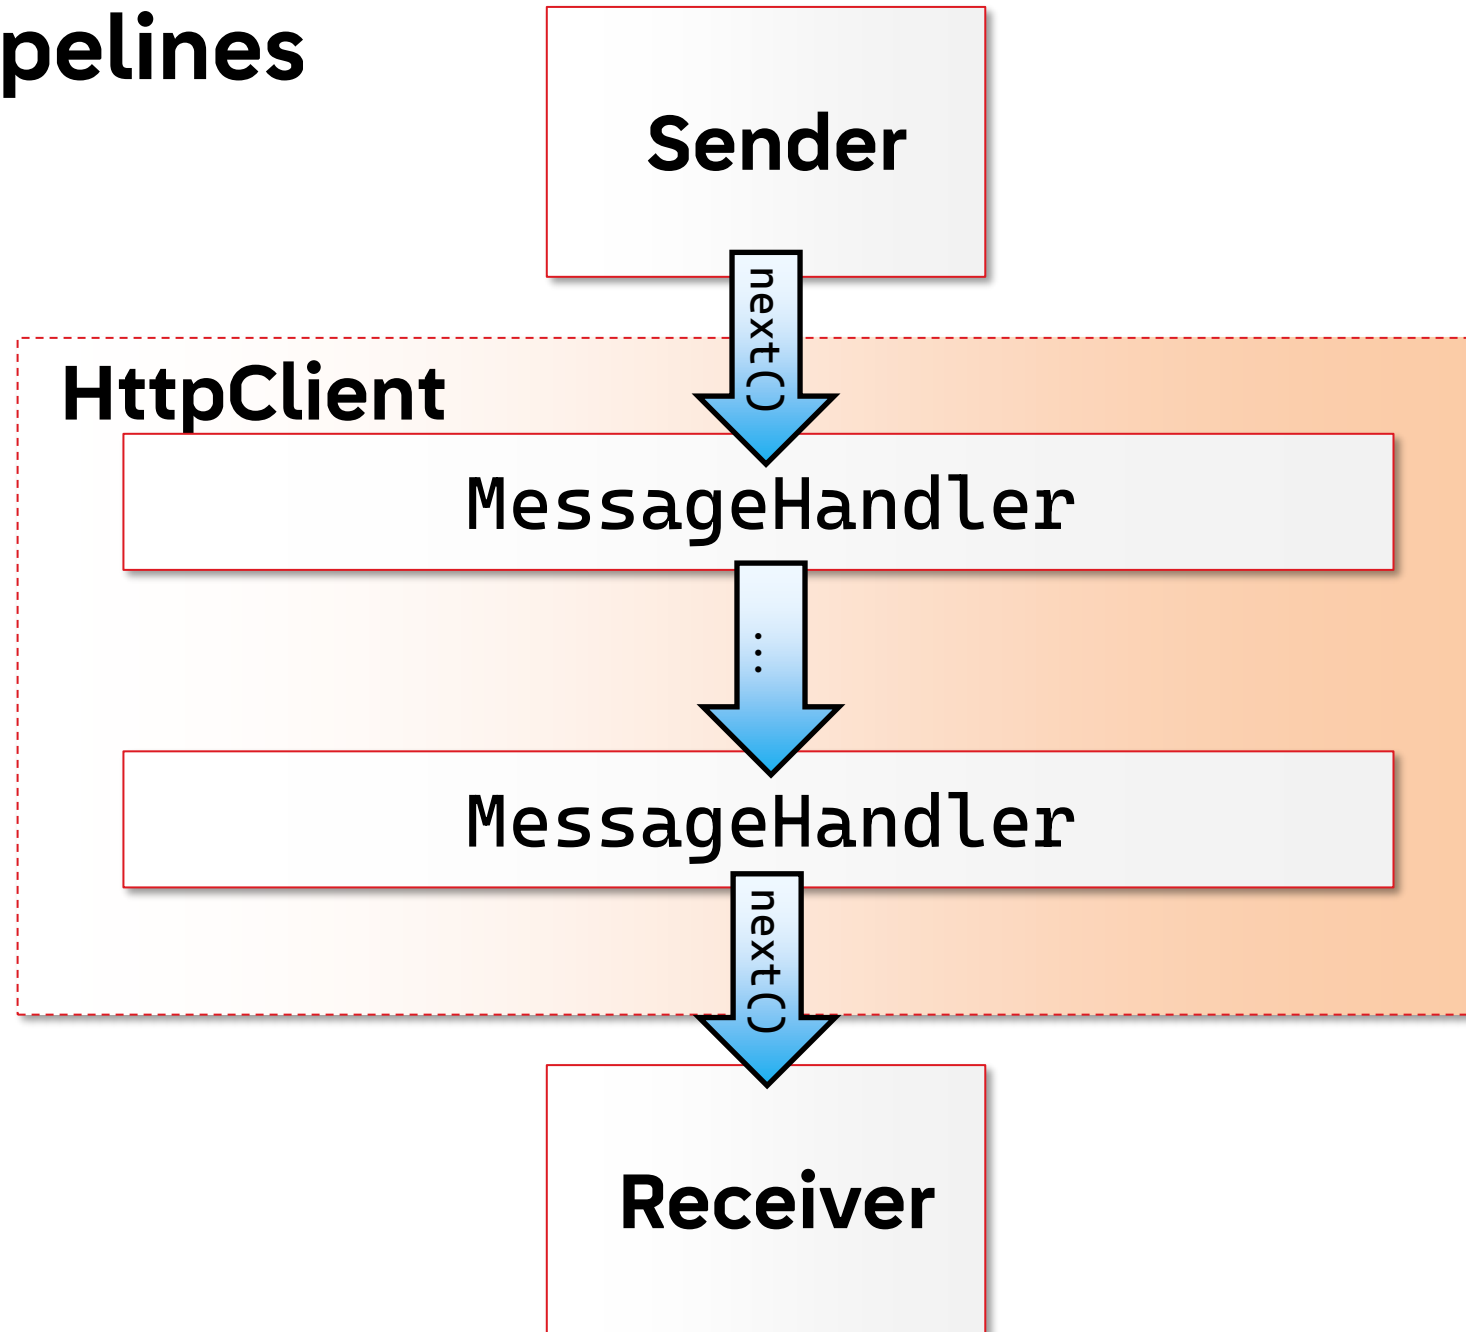 pelines
Sender
next()
HttpClient
MessageHandler
...
MessageHandler
next()
Receiver